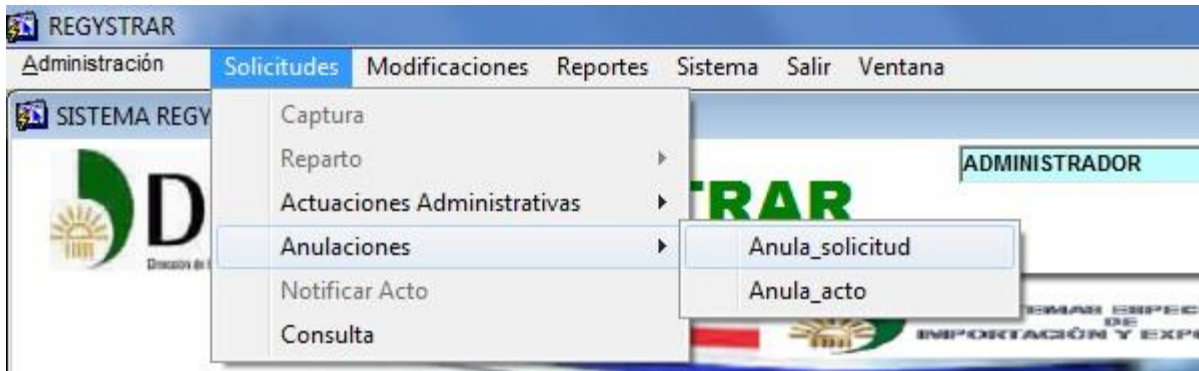 REGYSTRAR
Administración Solicitudes Modificaciones Reportes Sistema Salir Ventana
SISTEMA REGY
Captura
Reparto
ADMINISTRADOR
D
TRAR
Actuaciones Administrativas
Anulaciones
Anula_solicitud
Notificar Acto
Anula_acto
Consulta
DE
IMPORTACIÓN Y EXP